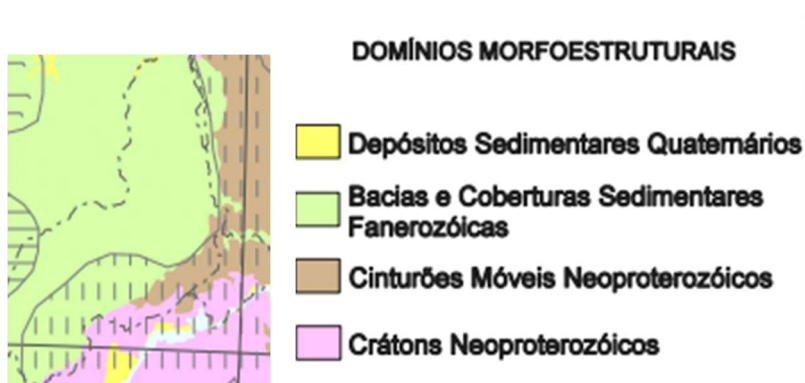 DOMÍNIOS MORFOESTRUTURAIS
Depósitos Sedimentares Quaternários
Bacias e Coberturas Sedimentares
Fanerozóicas
Cinturões Móveis Neoproterozóicos
Crátons Neoproterozóicos